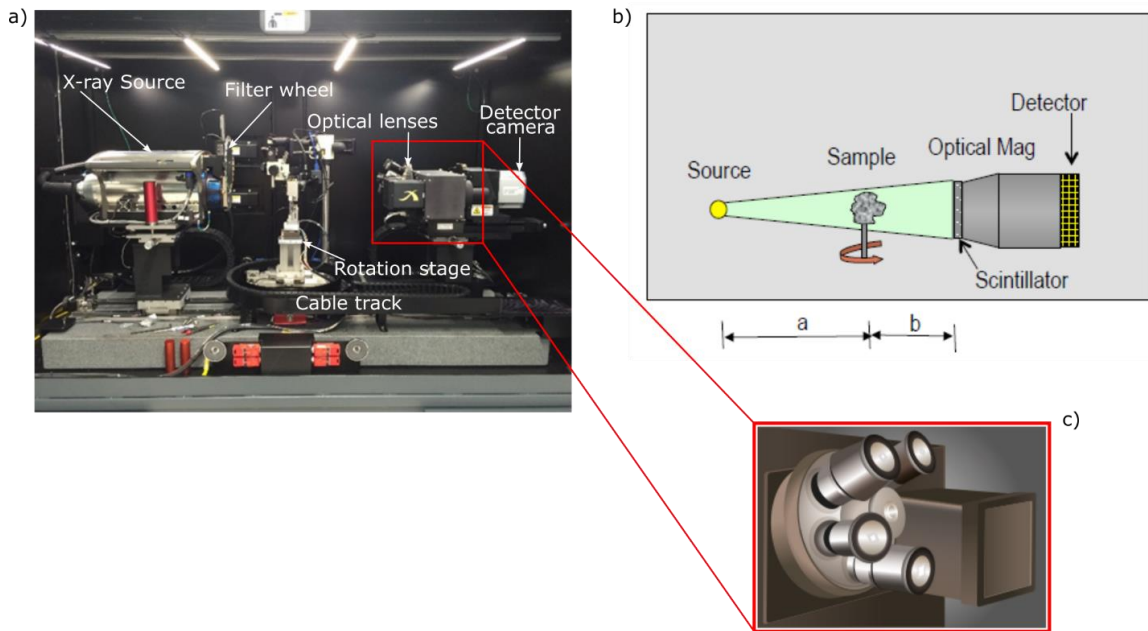 a)
X-ray Source
Filter wheel
Optical lenses
Detector
camera
Rotation stage
Cable track
b)
Detector
Optical Mag
Sample
Source
Scintillator
a
b
c)